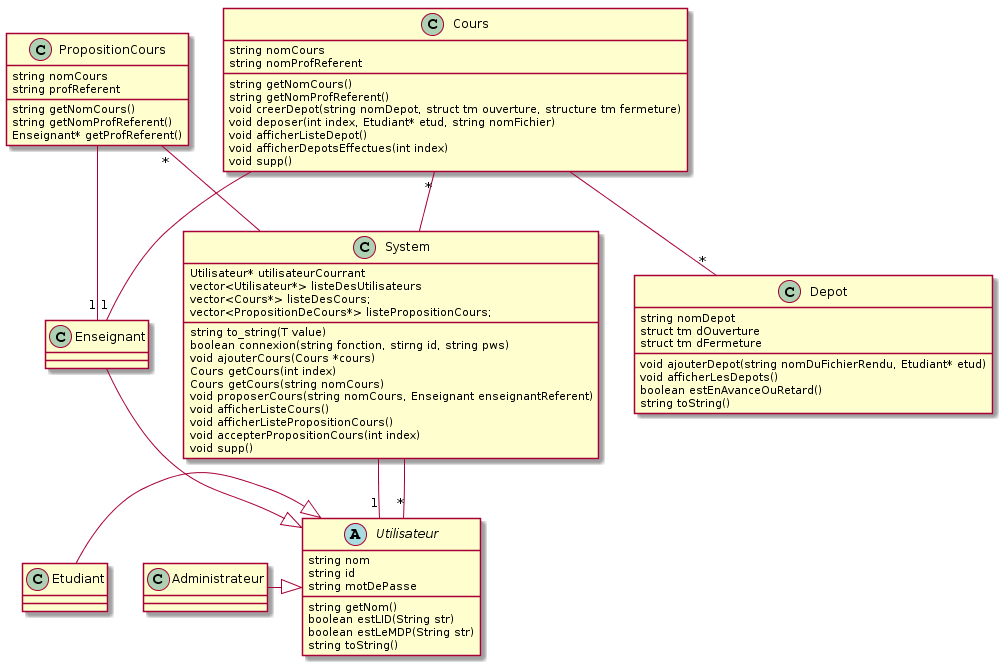 C PropositionCours
string nomCours
string profReferent
string getNomCours()
string getNomProfReferent()
Enseignant* getProfReferent()
C Cours
string nomCours
string nomProfReferent
string getNomCours()
string getNomProfReferent()
void creerDepot(string nomDepot, struct tm ouverture, structure tm fermeture)
void deposer(int index, Etudiant* etud, string nomFichier)
void afficherListeDepot()
void afficherDepotsEffectues(int index)
void supp()
*
*
C System
Utilisateur* utilisateurCourrant
vector<Utilisateur*> listeDesUtilisateurs
vector<Cours*> listeDesCours;
vector<PropositionDeCours*> listePropositionCours;
string to_string(T value)
boolean connexion(string fonction, stirng id, string pws)
void ajouterCours(Cours *cours)
Cours getCours(int index)
Cours getCours(string nomCours)
void proposerCours(string nomCours, Enseignant enseignantReferent)
void afficherListeCours()
void afficherListePropositionCours()
void accepterPropositionCours(int index)
void supp()
*
C Depot
string nomDepot
struct tm dOuverture
struct tm dFermeture
void ajouterDepot(string nomDuFichierRendu, Etudiant* etud)
void afficherLesDepots()
boolean estEnAvanceOuRetard()
string toString()
1 1
C Enseignant
1
*
A Utilisateur
string nom
string id
string motDePasse
string getNom()
boolean estLID(String str)
boolean estLeMDP(String str)
string toString()
C Etudiant
C Administrateur